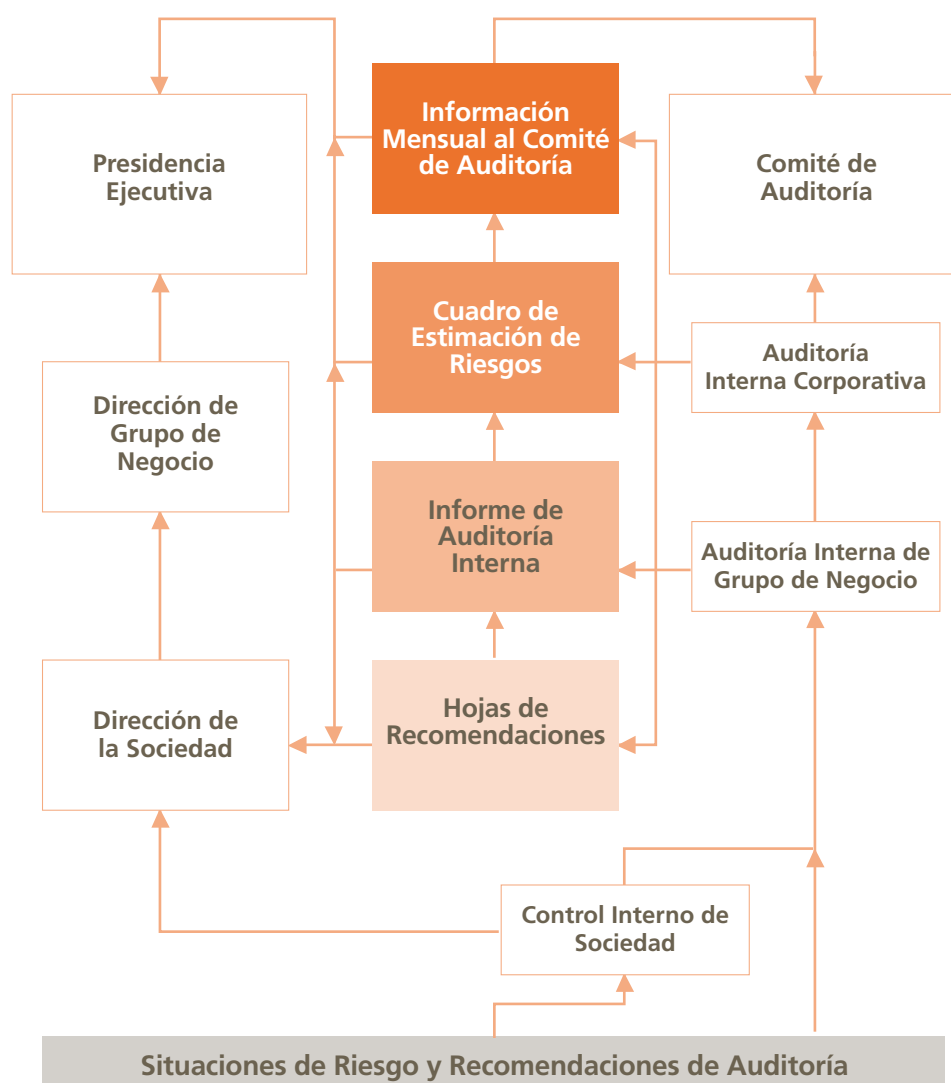 Información
Mensual al Comité
de Auditoría
Presidencia
Ejecutiva
Comité de
Auditoría
Cuadro de
Estimación de
Riesgos
Auditoría
Interna Corporativa
Dirección de
Grupo de
Negocio
Informe de
Auditoría
Interna
Auditoría Interna de
Grupo de Negocio
Hojas de
Recomendaciones
Dirección de
la Sociedad
Control Interno de
Sociedad
Situaciones de Riesgo y Recomendaciones de Auditoría